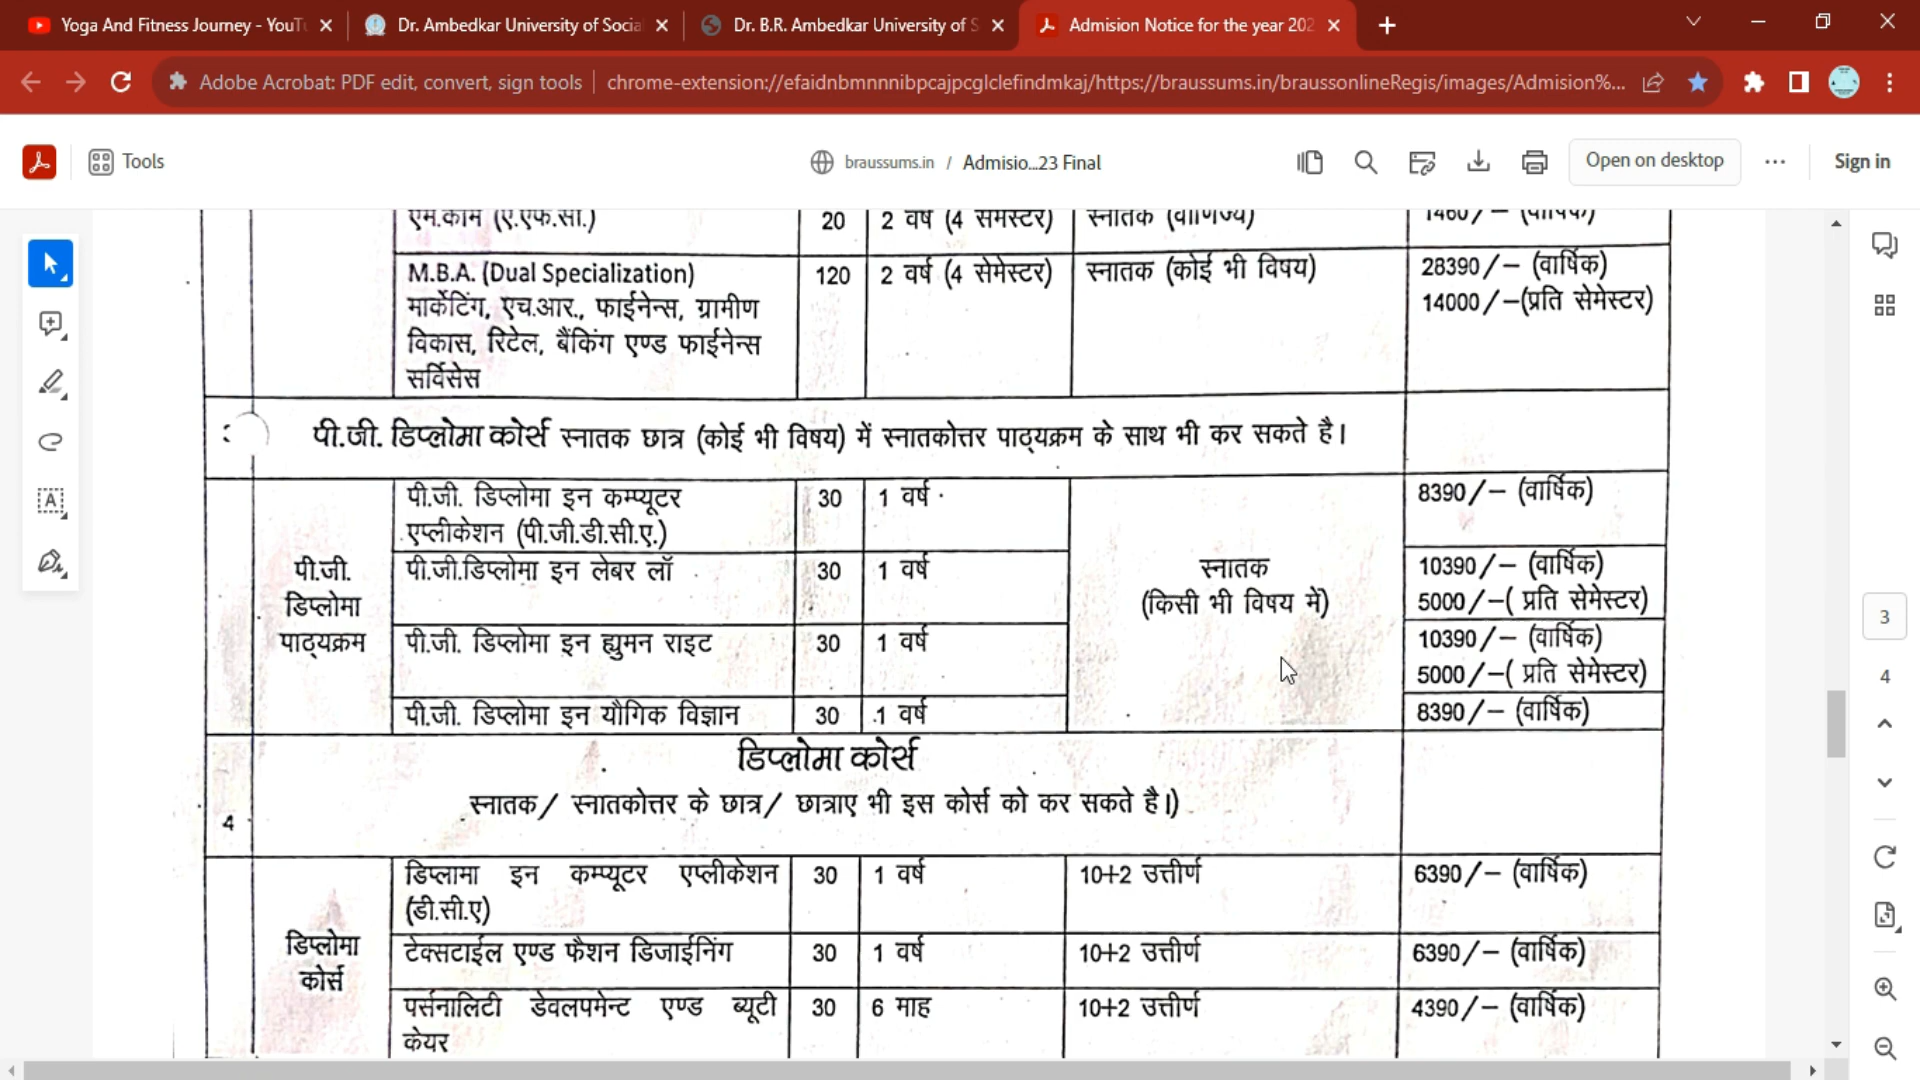 Yoga And Fitness Journey - YouT
Dr. Ambedkar University of Socia
Dr. B.R. Ambedkar University of S
Admision Notice for the year 202
Adobe Acrobat: PDF edit, convert, sign tools
chrome-extension://efaidnbmnnnibpcajpcglclefindmkaj/https://braussums.in/braussonlineRegis/images/Admision%...
Tools
braussums.in / Admisio...23 Final
Open on desktop
Sign in
एम.काम (ए.एफ.सी.) 20 2 वर्ष (4 सेमेस्टर) स्नातक (वाणिज्य) 1460/– (वार्षिक)
M.B.A. (Dual Specialization) 120 2 वर्ष (4 सेमेस्टर) स्नातक (कोई भी विषय) 28390/– (वार्षिक)
मार्केटिंग, एच.आर., फाईनेन्स, ग्रामीण 14000/–(प्रति सेमेस्टर)
विकास, रिटेल, बैंकिंग एण्ड फाईनेन्स
सर्विसेस
पी.जी. डिप्लोमा कोर्स स्नातक छात्र (कोई भी विषय) में स्नातकोत्तर पाठ्यक्रम के साथ भी कर सकते है।
पी.जी. डिप्लोमा इन कम्प्यूटर 30 1 वर्ष 8390/– (वार्षिक)
एप्लीकेशन (पी.जी.डी.सी.ए.)
पी.जी. पी.जी.डिप्लोमा इन लेबर लॉ 30 1 वर्ष स्नातक 10390/– (वार्षिक)
डिप्लोमा (किसी भी विषय में) 5000/–( प्रति सेमेस्टर)
पाठ्यक्रम पी.जी. डिप्लोमा इन ह्युमन राइट 30 1 वर्ष 10390/– (वार्षिक)
5000/–( प्रति सेमेस्टर)
पी.जी. डिप्लोमा इन यौगिक विज्ञान 30 1 वर्ष 8390/– (वार्षिक)
डिप्लोमा कोर्स
स्नातक/ स्नातकोत्तर के छात्र/ छात्राए भी इस कोर्स को कर सकते है।)
4
डिप्लामा इन कम्प्यूटर एप्लीकेशन 30 1 वर्ष 10+2 उत्तीर्ण 6390/– (वार्षिक)
(डी.सी.ए)
डिप्लोमा टेक्सटाईल एण्ड फैशन डिजाईनिंग 30 1 वर्ष 10+2 उत्तीर्ण 6390/– (वार्षिक)
कोर्स
पर्सनालिटी डेवलपमेन्ट एण्ड ब्यूटी 30 6 माह 10+2 उत्तीर्ण 4390/– (वार्षिक)
केयर
3
4